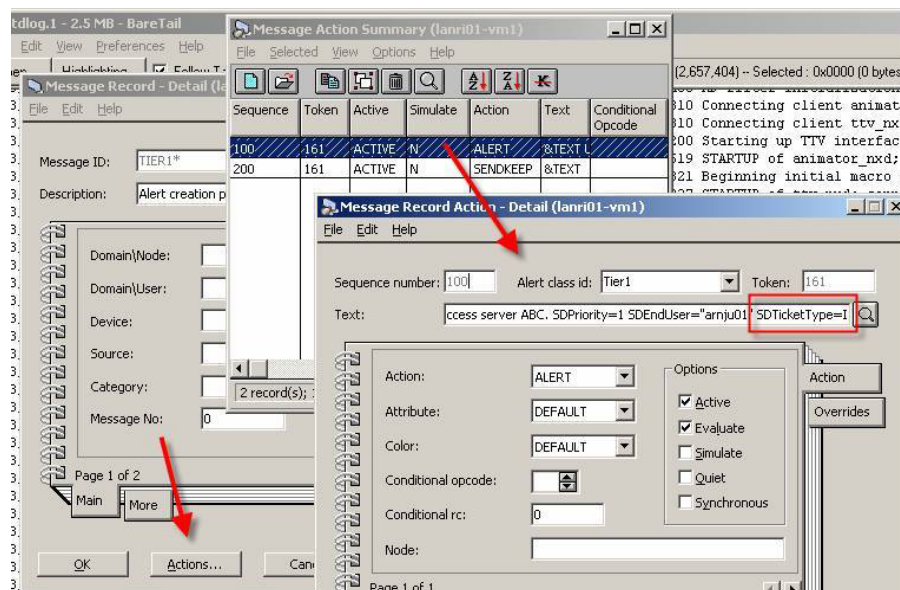 tdlog.1 - 2.5 MB - BareTail
Edit View Preferences Help
Highlighting Follow T
(2,657,404) -- Selected : 0x0000 (0 bytes
310 Connecting client animat
310 Connecting client ttv_nx
200 Starting up TTV interfac
519 STARTUP of animator_nxd;
321 Beginning initial macro
Message Record - Detail (la
File Edit Help
Message ID: TIER1*
Description: Alert creation p
Domain\Node:
Domain\User:
Device:
Source:
Category:
Message No: 0
Page 1 of 2
Main More
OK Actions... Can
Message Action Summary (lanri01-vm1)
File Selected View Options Help
Sequence Token Active Simulate Action Text Conditional Opcode
100 161 ACTIVE N ALERT &TEXT U
200 161 ACTIVE N SENDKEEP &TEXT
2 record(s);
Message Record Action - Detail (lanri01-vm1)
File Edit Help
Sequence number: 100 Alert class id: Tier1 Token: 161
Text: ccess server ABC. SDPriority=1 SDEndUser="arnju01" SDTicketType=I
Action: ALERT
Attribute: DEFAULT
Color: DEFAULT
Conditional opcode:
Conditional rc: 0
Node:
Options
Active
Evaluate
Simulate
Quiet
Synchronous
Action
Overrides
Page 1 of 1